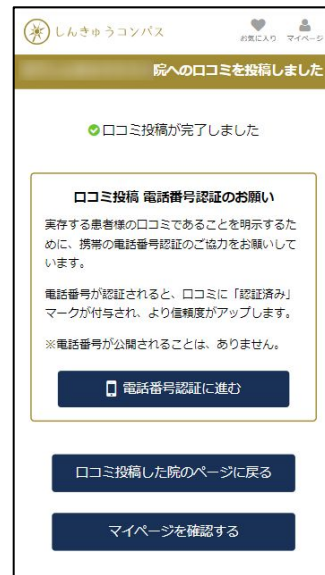 しんきゅうコンパス
お気に入り マイページ
院への口コミを投稿しました
口コミ投稿が完了しました
口コミ投稿 電話番号認証のお願い
実存する患者様の口コミであることを明示するた
めに、携帯の電話番号認証のご協力をお願いして
います。
電話番号が認証されると、口コミに「認証済み」
マークが付与され、より信頼度がアップします。
※電話番号が公開されることは、ありません。
電話番号認証に進む
口コミ投稿した院のページに戻る
マイページを確認する